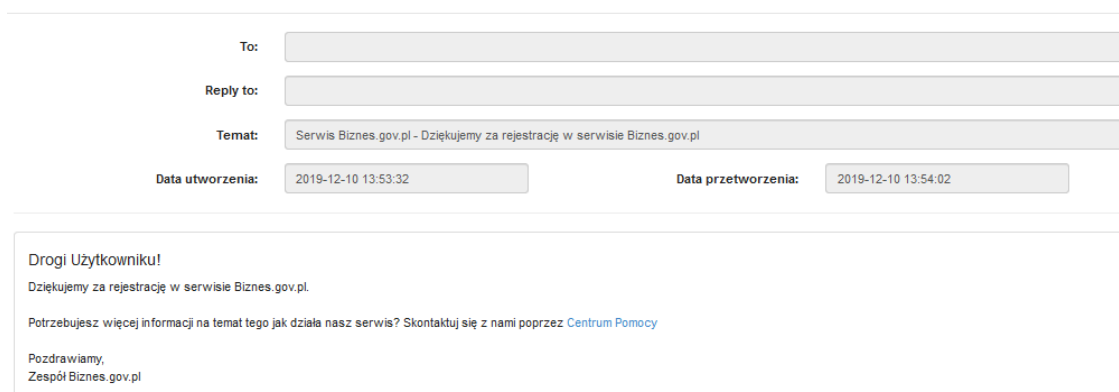 To:
Reply to:
Temat: Serwis Biznes.gov.pl - Dziękujemy za rejestrację w serwisie Biznes.gov.pl
Data utworzenia: 2019-12-10 13:53:32 Data przetworzenia: 2019-12-10 13:54:02
Drogi Użytkowniku!
Dziękujemy za rejestrację w serwisie Biznes.gov.pl.
Potrzebujesz więcej informacji na temat tego jak działa nasz serwis? Skontaktuj się z nami poprzez Centrum Pomocy
Pozdrawiamy,
Zespół Biznes.gov.pl